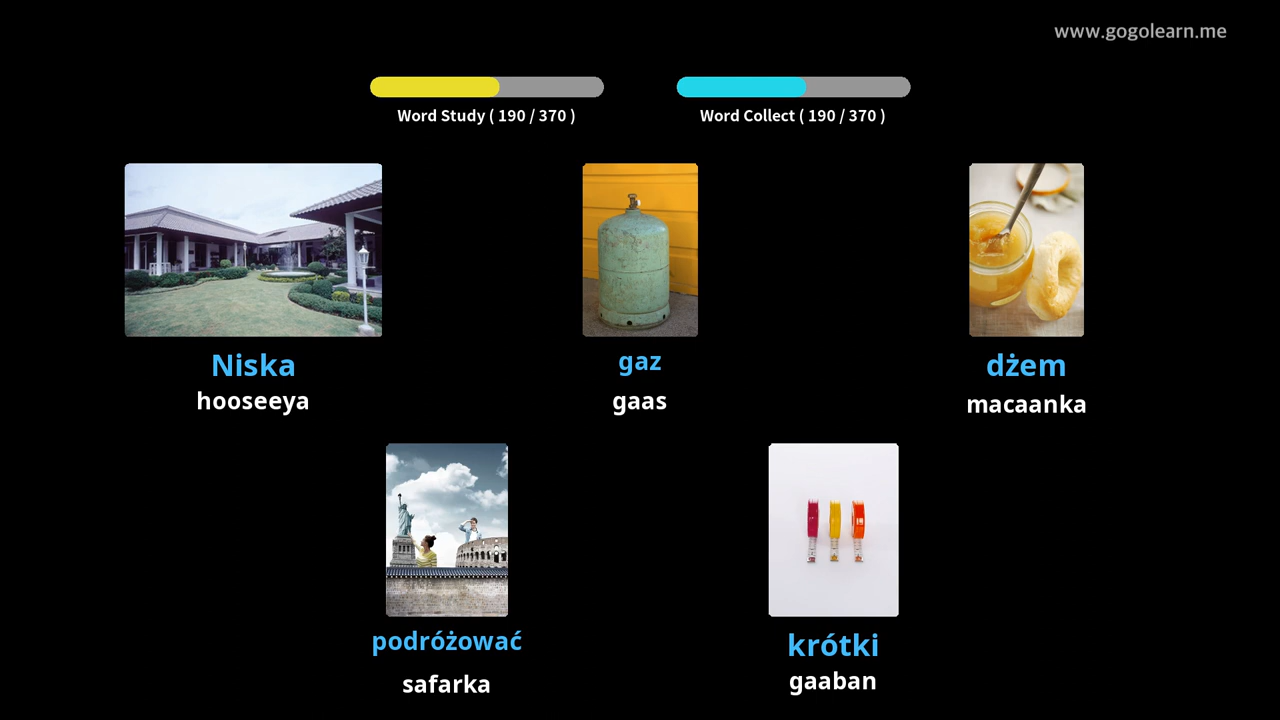 www.gogolearn.me
Word Study ( 190 / 370 )
Word Collect ( 190 / 370 )
Niska
hooseeya
gaz
gaas
dżem
macaanka
podróżować
safarka
krótki
gaaban